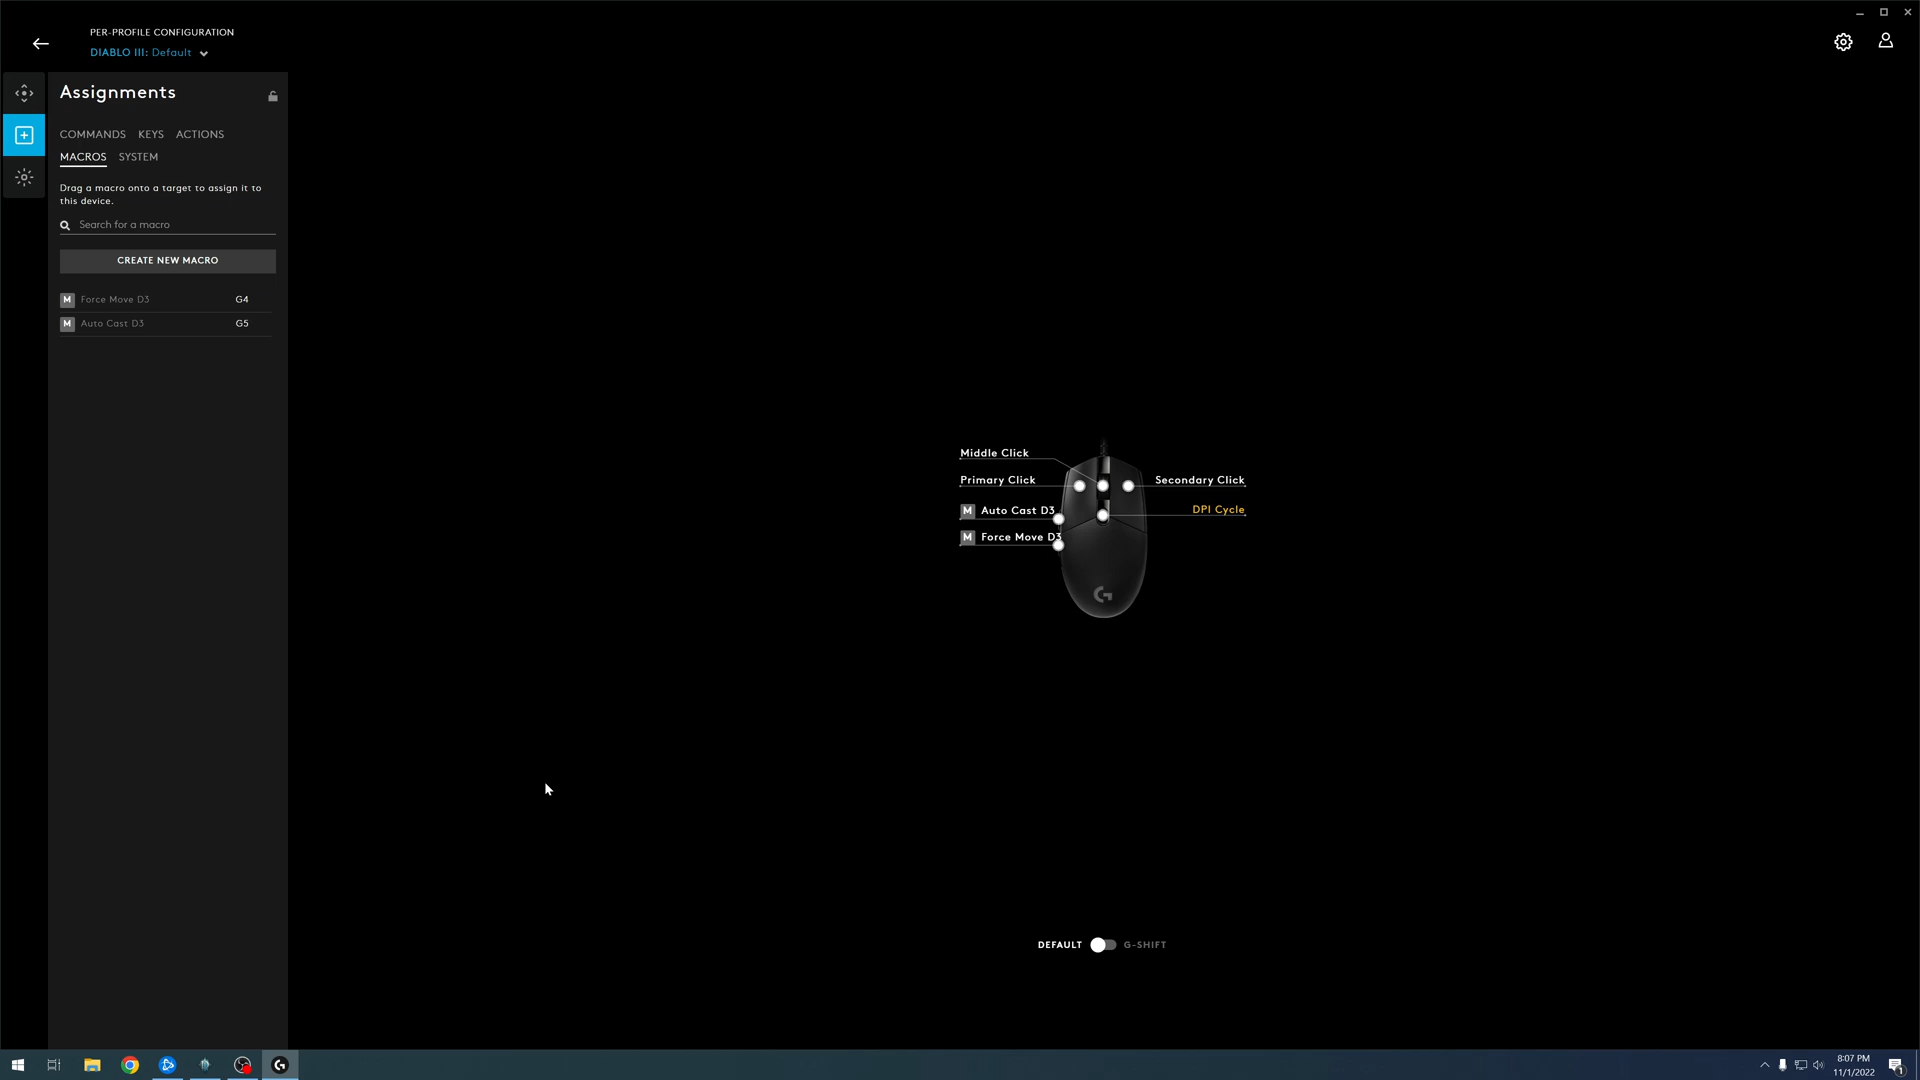 PER-PROFILE CONFIGURATION
DIABLO III: Default
Assignments
COMMANDS KEYS ACTIONS
MACROS SYSTEM
Drag a macro onto a target to assign it to
this device.
Search for a macro
CREATE NEW MACRO
M Force Move D3 G4
M Auto Cast D3 G5
Middle Click
Primary Click
Secondary Click
M Auto Cast D3
DPI Cycle
M Force Move D3
DEFAULT G-SHIFT
8:07 PM
11/1/2022
1